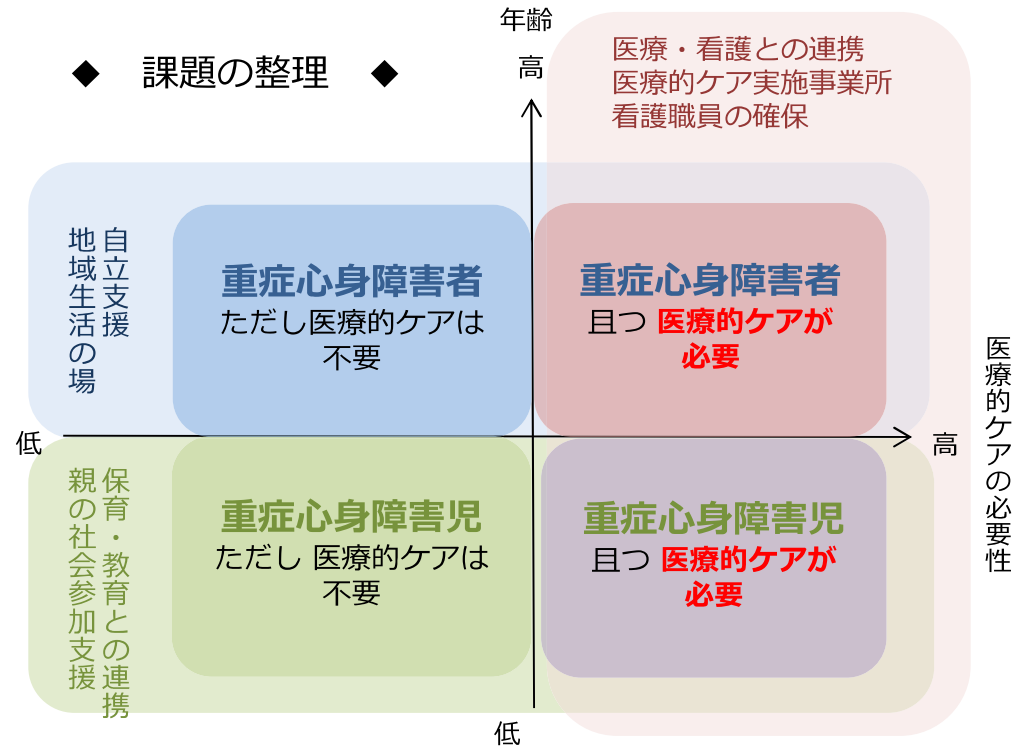 ◆ 課題の整理 ◆
年齢
高
医療・看護との連携
医療的ケア実施事業所
看護職員の確保
自立支援
地域生活の場
重症心身障害者
ただし医療的ケアは
不要
重症心身障害者
且つ 医療的ケアが
必要
医療的ケアの必要性
低
高
保育・教育との連携
親の社会参加支援
重症心身障害児
ただし 医療的ケアは
不要
重症心身障害児
且つ 医療的ケアが
必要
低